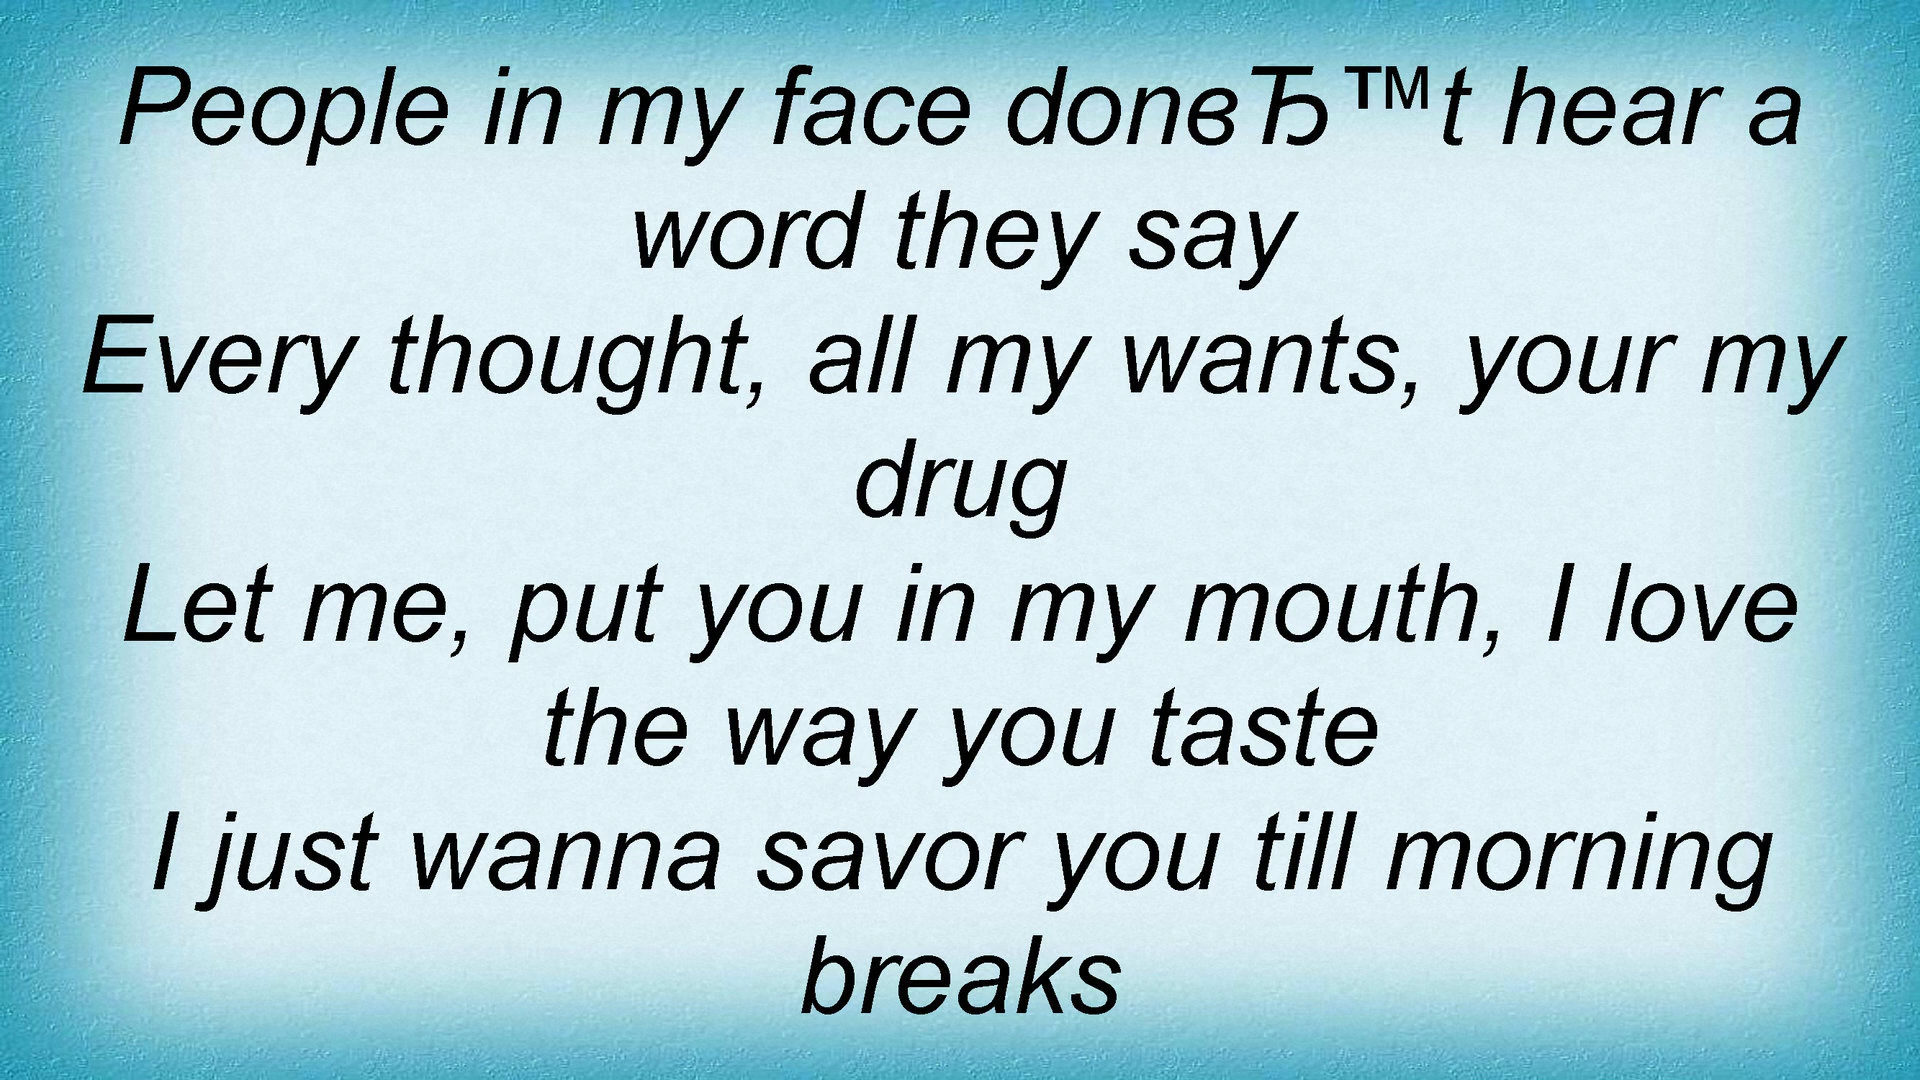 People in my face donвЂ™t hear a
word they say
Every thought, all my wants, your my
drug
Let me, put you in my mouth, I love
the way you taste
I just wanna savor you till morning
breaks